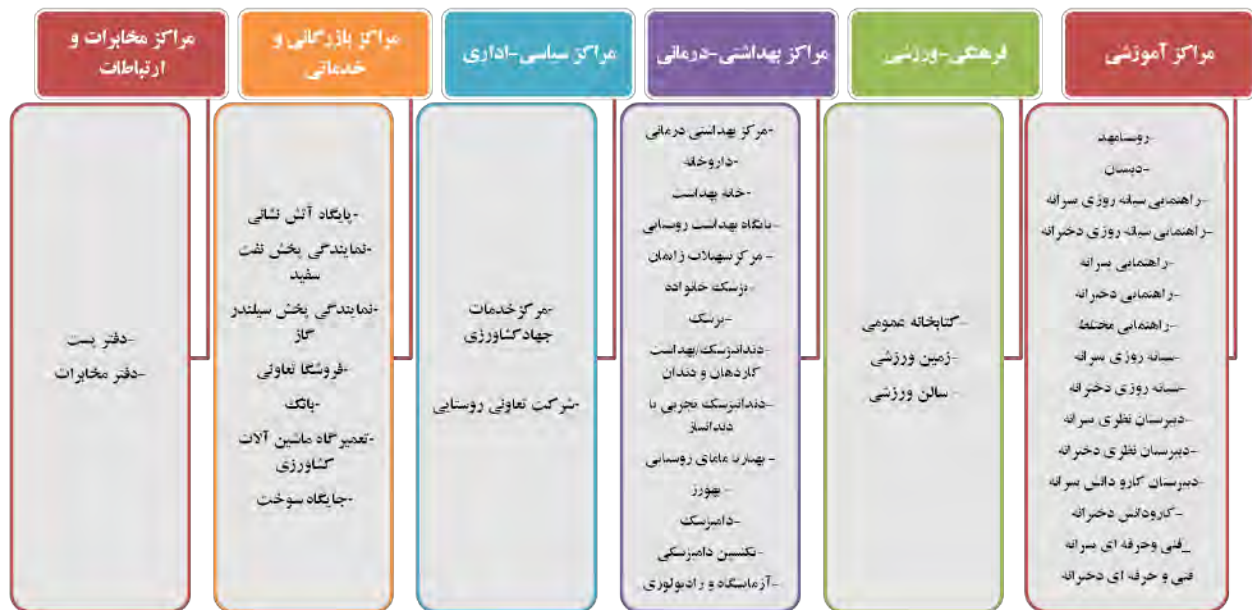 مراکز آموزشی
-روستامهد
-دبستان
-راهنمایی شبانه روزی پسرانه
-راهنمایی شبانه روزی دخترانه
-راهنمایی پسرانه
-راهنمایی دخترانه
-راهنمایی مختلط
-شبانه روزی پسرانه
-شبانه روزی دخترانه
-دبیرستان نظری پسرانه
-دبیرستان نظری دخترانه
-دبیرستان کارو دانش پسرانه
-کارودانش دخترانه
_فنی وحرفه ای پسرانه
فنی و حرفه ای دخترانه
فرهنگی-ورزشی
-کتابخانه عمومی
-زمین ورزشی
- سالن ورزشی
مراکز بهداشتی-درمانی
-مرکز بهداشتی درمانی
-داروخانه
-خانه بهداشت
-پایگاه بهداشت روستایی
- مرکز تسهیلات زایمان
-پزشک خانواده
-پزشک
-دندانپزشک/بهداشت
کاردهان و دندان
-دندانپزشک تجربی یا
دندانساز
- بهیاریا مامای روستایی
- بهورز
-دامپزشک
-تکنسین دامپزشکی
-آزمایشگاه و رادیولوژی
مراکز سیاسی-اداری
-مرکزخدمات
جهادکشاورزی
-شرکت تعاونی روستایی
مراکز بازرگانی و
خدماتی
-پایگاه آتش نشانی
-نمایندگی پخش نفت
سفید
-نمایندگی پخش سیلندر
گاز
-فروشگا تعاونی
-بانک
-تعمیرگاه ماشین آلات
کشاورزی
-جایگاه سوخت
مراکز مخابرات و
ارتباطات
-دفتر پست
-دفتر مخابرات